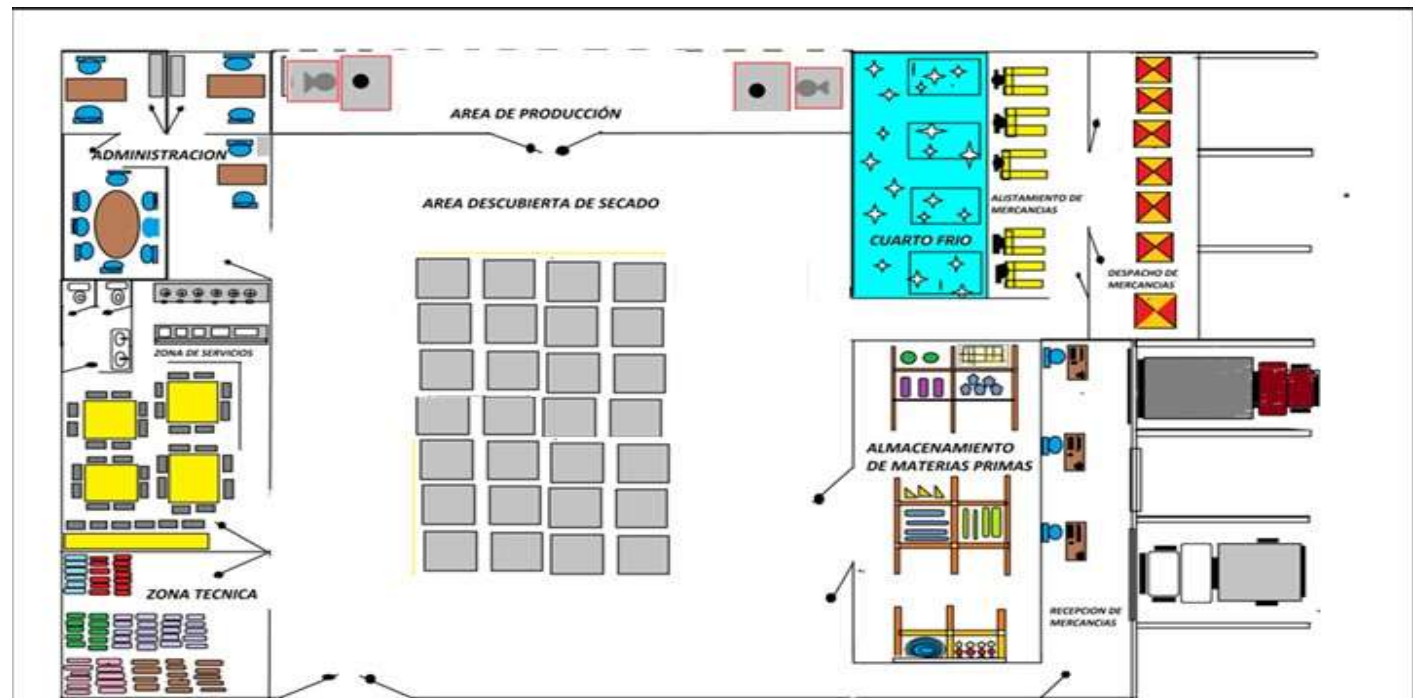 AREA DE PRODUCCIÓN
ADMINISTRACION
AREA DESCUBIERTA DE SECADO
ALISTAMIENTO DE
MERCANCIAS
CUARTO FRIO
DESPACHO DE
MERCANCIAS
ZONA DE SERVICIOS
ALMACENAMIENTO
DE MATERIAS PRIMAS
ZONA TECNICA
RECEPCION DE
MERCANCIAS